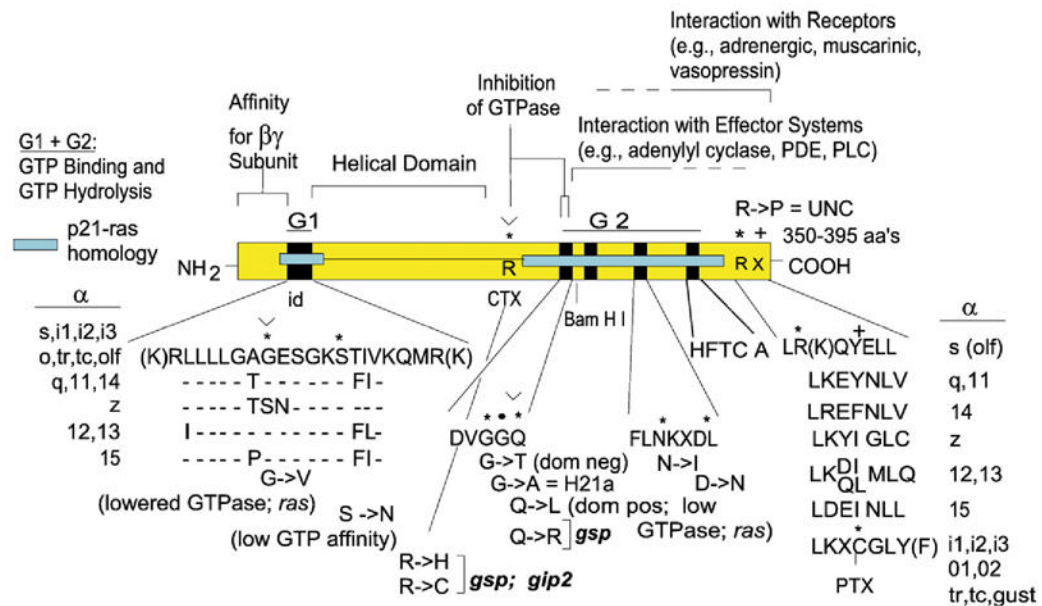 Interaction with Receptors
(e.g., adrenergic, muscarinic,
vasopressin)
Inhibition
of GTPase
Affinity
for βγ
Subunit
Interaction with Effector Systems
(e.g., adenylyl cyclase, PDE, PLC)
G1 + G2:
GTP Binding and
GTP Hydrolysis
Helical Domain
p21-ras
homology
G1
G 2
R->P = UNC
* +
350-395 aa's
*
NH2
R
R X
COOH
id
CTX
Bam H I
HFTC A
α
s,i1,i2,i3
o,tr,tc,olf
(K)RLLLLGAGESGKSTIVKQMR(K)
* *
q,11,14
- - - - - T - - - - - - - FI - - -
z
- - - - - TSN - - - - - - - - -
12,13
I - - - - - - - - - - - - FL - - -
15
- - - - - P - - - - - - - FI - - -
G->V
(lowered GTPase; ras)
S ->N
(low GTP affinity)
R->H
R->C
gsp; gip2
* • *
DVGGQ
G->T (dom neg)
G->A = H21a
Q->L (dom pos; low
GTPase; ras)
Q->R
gsp
* *
FLNKXDL
N->I
D->N
α
* +
LR(K)QYELL
s (olf)
LKEYNLV
q,11
LREFNLV
14
LKYI GLC
z
LK DI MLQ
QL
12,13
LDEI NLL
15
*
LKXCGLY(F)
i1,i2,i3
01,02
PTX
tr,tc,gust